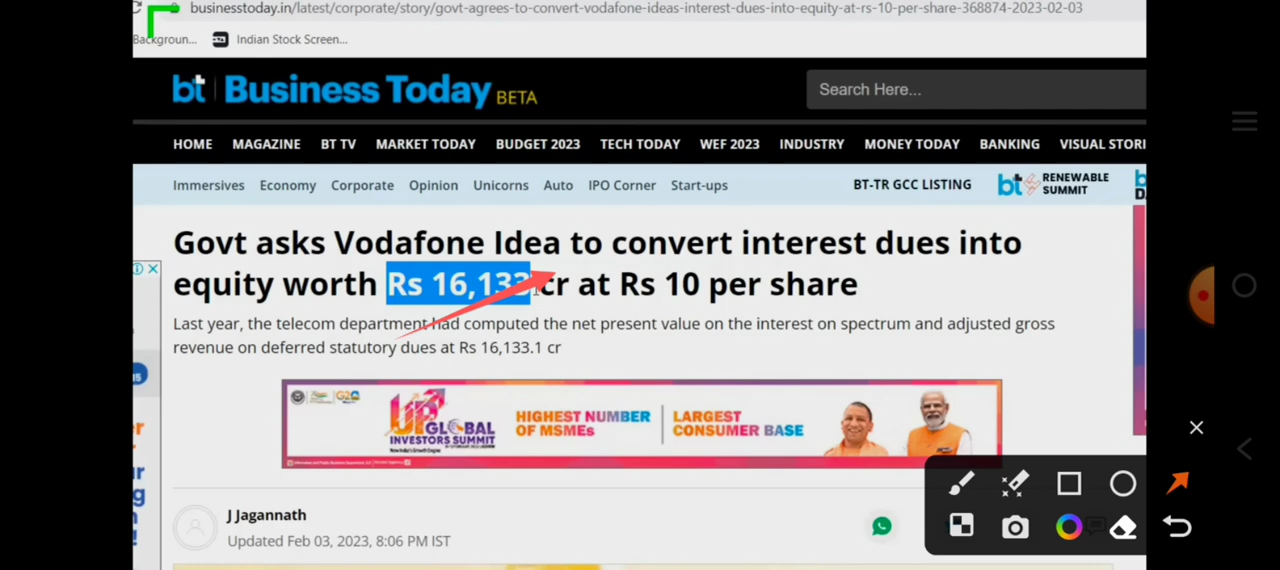 businesstoday.in/latest/corporate/story/govt-agrees-to-convert-vodafone-ideas-interest-dues-into-equity-at-rs-10-per-share-368874-2023-02-03
Backgroun... Indian Stock Screen...
bt Business Today BETA
Search Here...
HOME MAGAZINE BT TV MARKET TODAY BUDGET 2023 TECH TODAY WEF 2023 INDUSTRY MONEY TODAY BANKING VISUAL STORI
Immersives Economy Corporate Opinion Unicorns Auto IPO Corner Start-ups BT-TR GCC LISTING bt RENEWABLE SUMMIT
Govt asks Vodafone Idea to convert interest dues into
equity worth Rs 16,133 cr at Rs 10 per share
Last year, the telecom department had computed the net present value on the interest on spectrum and adjusted gross
revenue on deferred statutory dues at Rs 16,133.1 cr
G20
UP GLOBAL INVESTORS SUMMIT
HIGHEST NUMBER OF MSMEs
LARGEST CONSUMER BASE
J Jagannath
Updated Feb 03, 2023, 8:06 PM IST